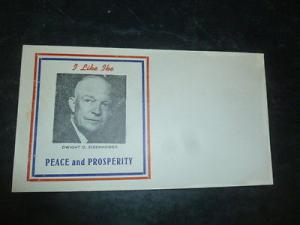 I Like Ike
DWIGHT D. EISENHOWER
PEACE and PROSPERITY